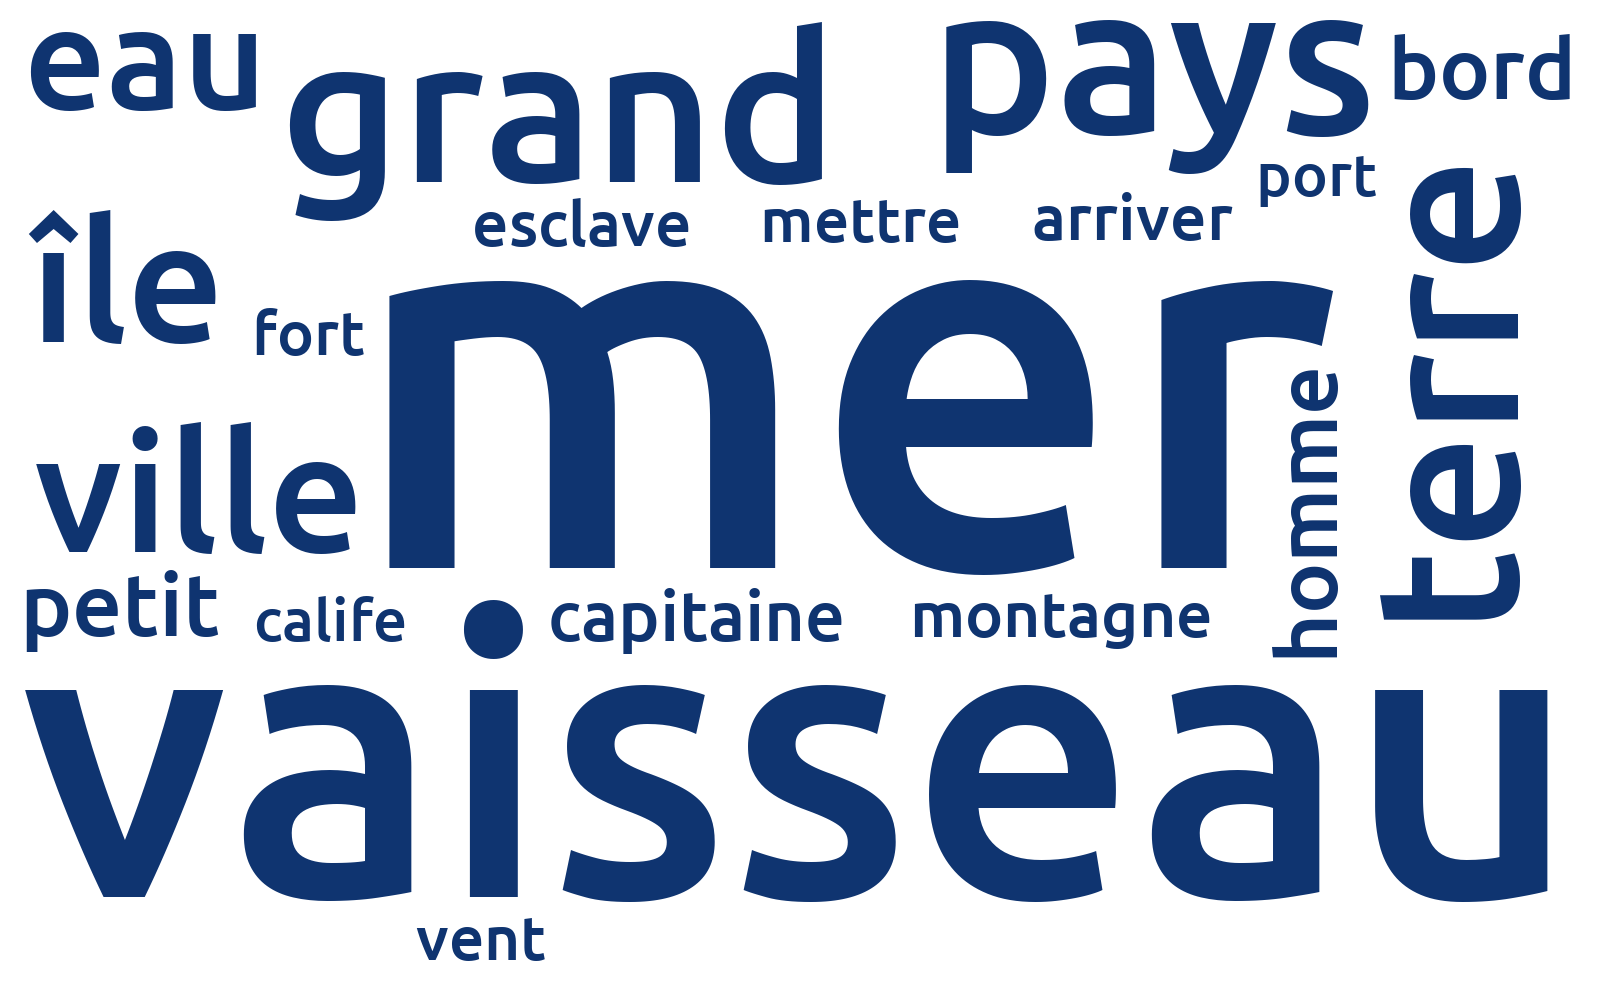 eau
grand
pays
bord
port
esclave
mettre
arriver
île
fort
mer
terre
homme
ville
petit
calife
capitaine
montagne
vaisseau
vent